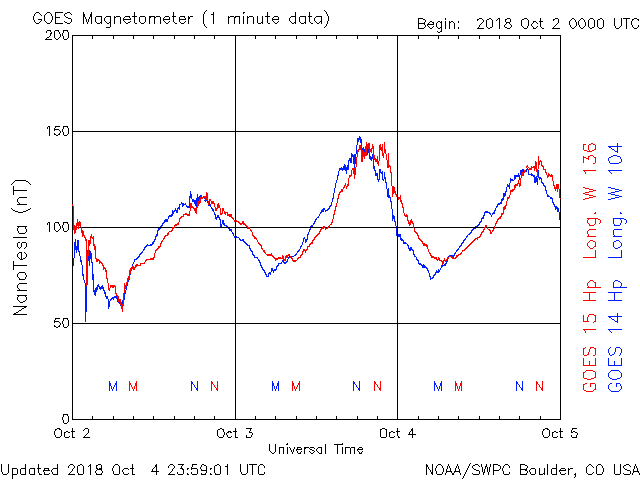 GOES Magnetometer (1 minute data)
Begin: 2018 Oct 2 0000 UTC
200
150
100
50
0
NanoTesla (nT)
M M N N M M N N M M N N
Oct 2 Oct 3 Oct 4 Oct 5
Universal Time
GOES 15 Hp Long. W 136
GOES 14 Hp Long. W 104
Updated 2018 Oct 4 23:59:01 UTC
NOAA/SWPC Boulder, CO USA